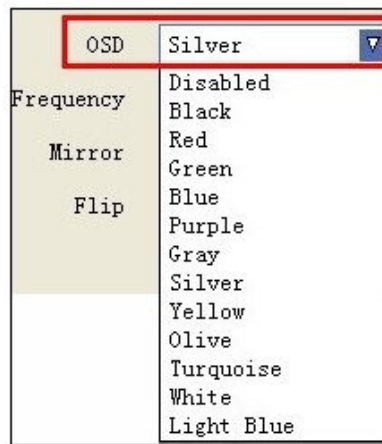 OSD Silver
Disabled
Frequency
Black
Red
Mirror
Green
Blue
Flip
Purple
Gray
Silver
Yellow
Olive
Turquoise
White
Light Blue